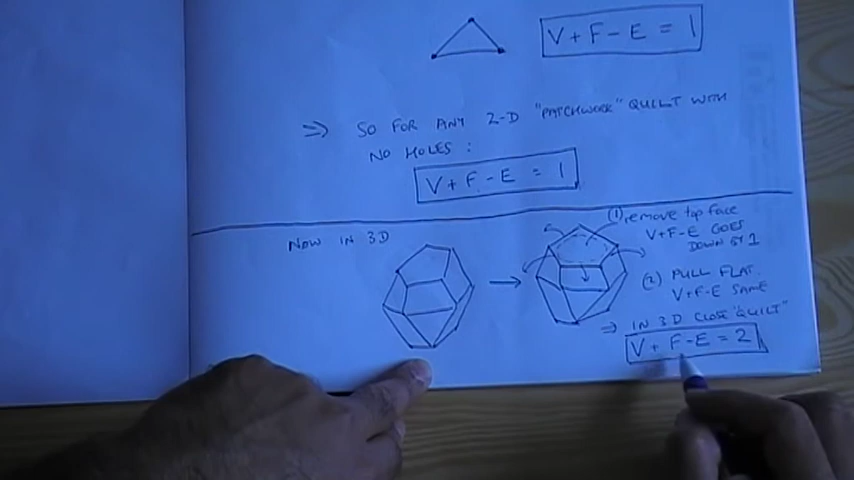 V + F - E = 1
⇒ SO FOR ANY 2-D "PATCHWORK" QUILT WITH
NO HOLES :
V + F - E = 1
NOW IN 3D
(1) remove top face
V+F-E GOES
DOWN BY 1
(2) PULL FLAT.
V+F-E SAME
⇒ IN 3D CLOSE "QUILT"
V + F - E = 2